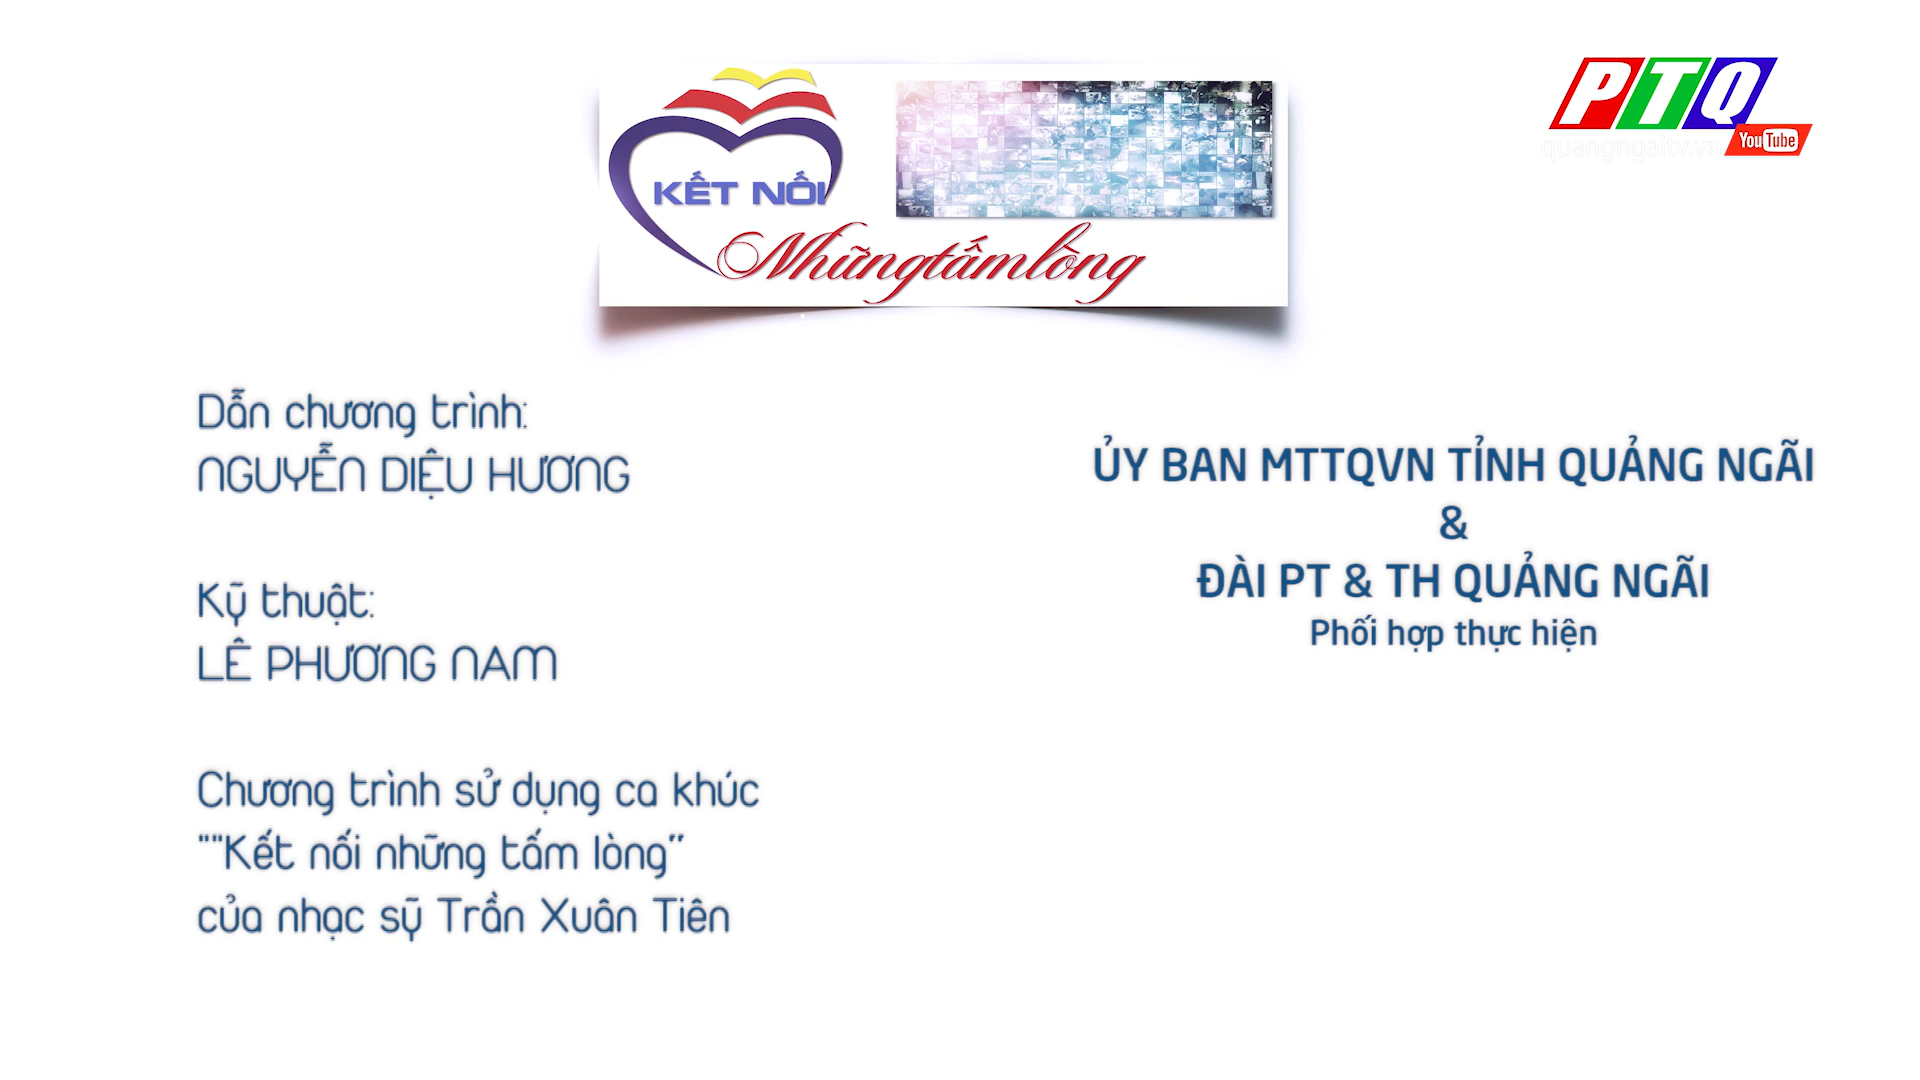 KẾT NỐI
Nhữngtấmlòng
PTQ
YouTube
quangngaitv.vn
Dẫn chương trình:
NGUYỄN DIỆU HƯƠNG
Kỹ thuật:
LÊ PHƯƠNG NAM
Chương trình sử dụng ca khúc
""Kết nối những tấm lòng"
của nhạc sỹ Trần Xuân Tiên
ỦY BAN MTTQVN TỈNH QUẢNG NGÃI
&
ĐÀI PT & TH QUẢNG NGÃI
Phối hợp thực hiện